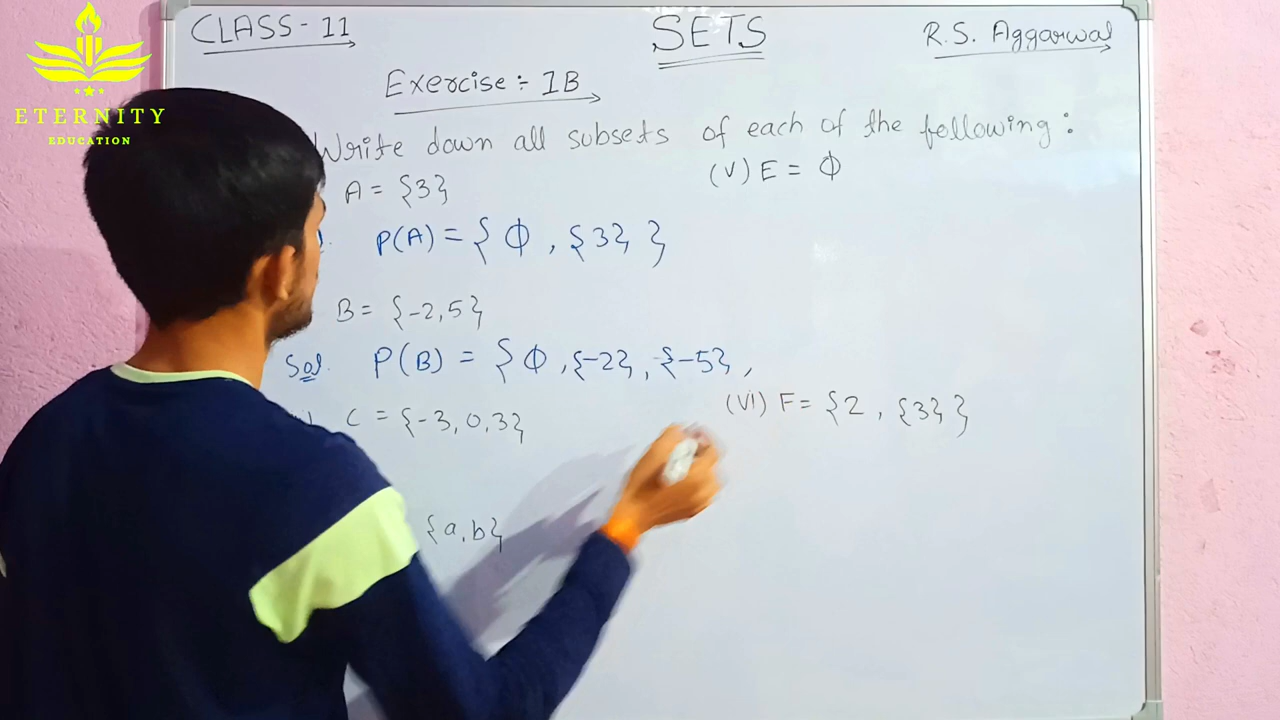 ETERNITY
EDUCATION
CLASS - 11
SETS
R.S. Aggarwal
Exercise :- 1B
Write down all subsets of each of the following :
A = {3}
(V) E = Φ
P(A) = { Φ , {3} }
B = {-2, 5}
Sol. P(B) = { Φ , {-2}, {-5},
C = {-3, 0, 3}
(VI) F = {2 , {3} }
{a, b}